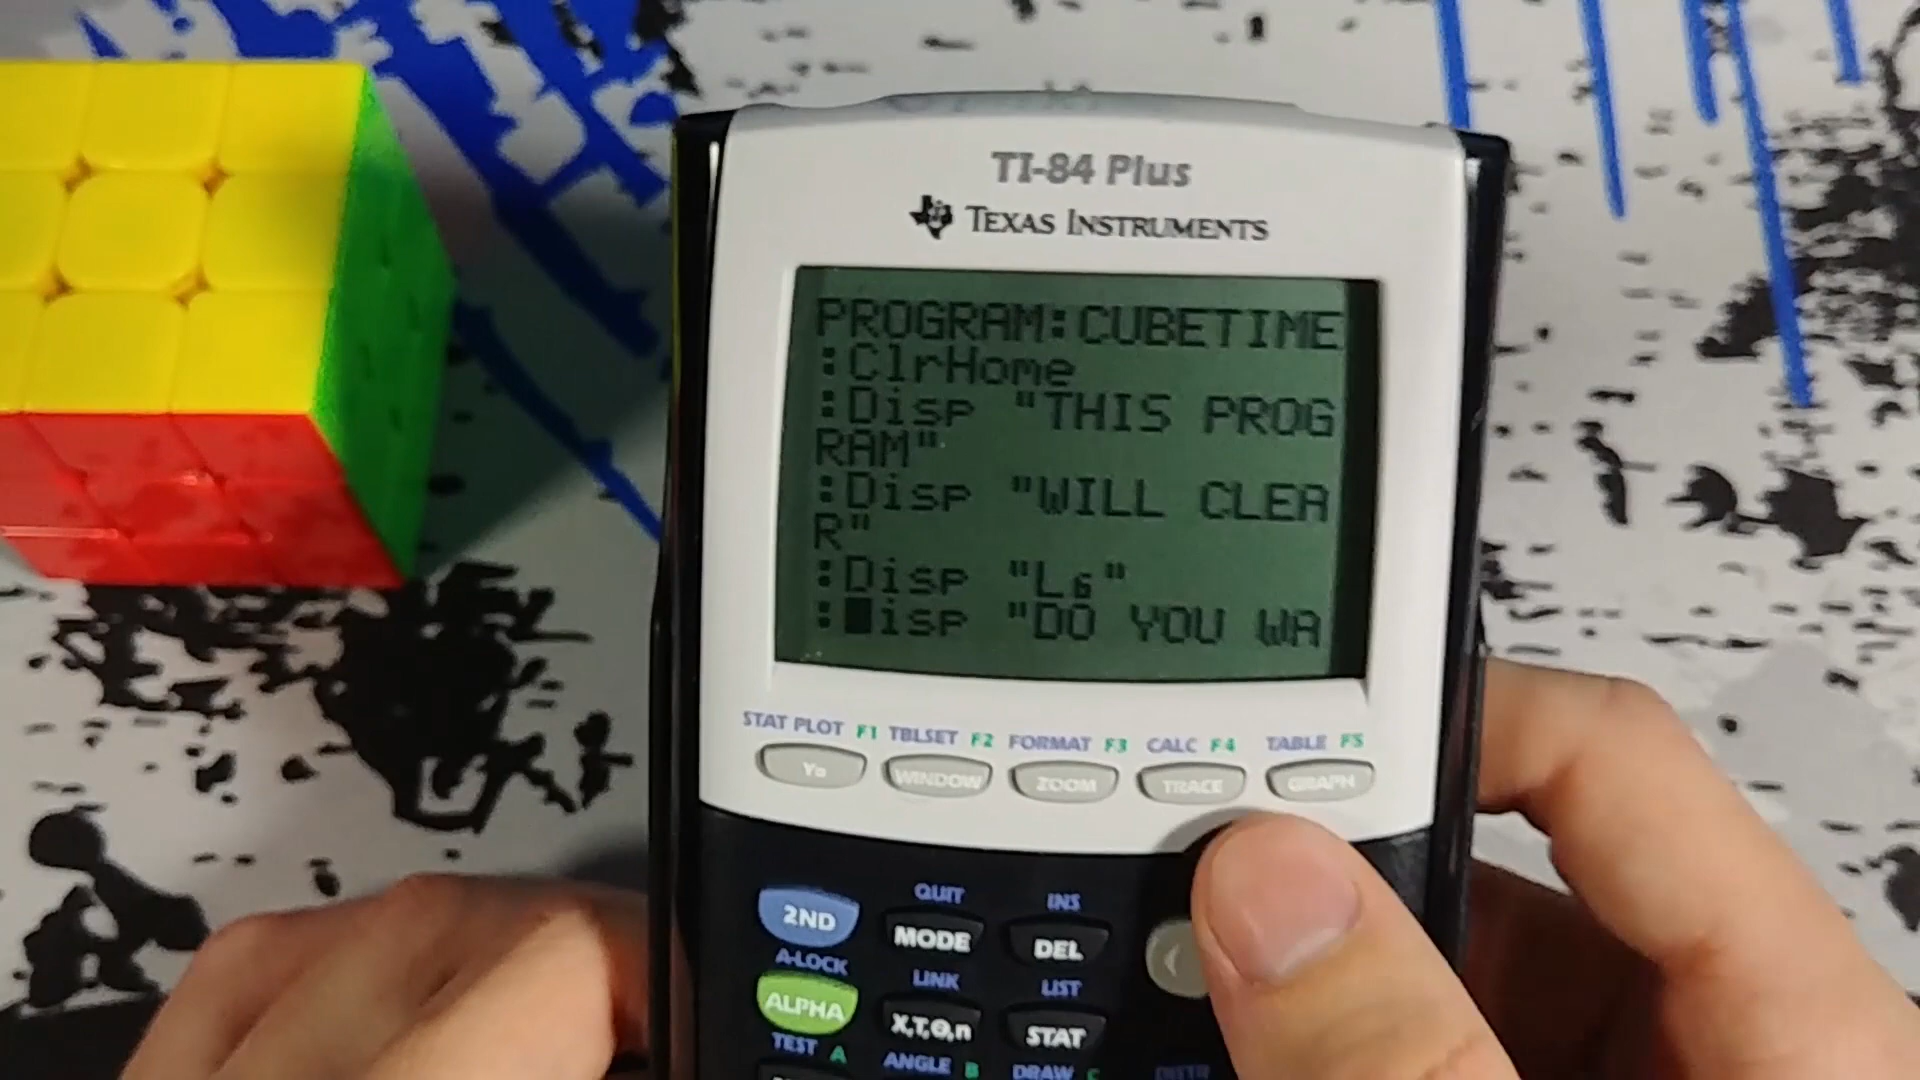 TI-84 Plus
TEXAS INSTRUMENTS
PROGRAM:CUBETIME
:ClrHome
:Disp "THIS PROG
RAM"
:Disp "WILL CLEA
R"
:Disp "L₆"
:Disp "DO YOU WA
STAT PLOT F1 TBLSET F2 FORMAT F3 CALC F4 TABLE F5
Y= WINDOW ZOOM TRACE GRAPH
QUIT INS
2ND MODE DEL
A-LOCK LINK LIST
ALPHA X,T,Θ,n STAT
TEST A ANGLE B DRAW C DISTR